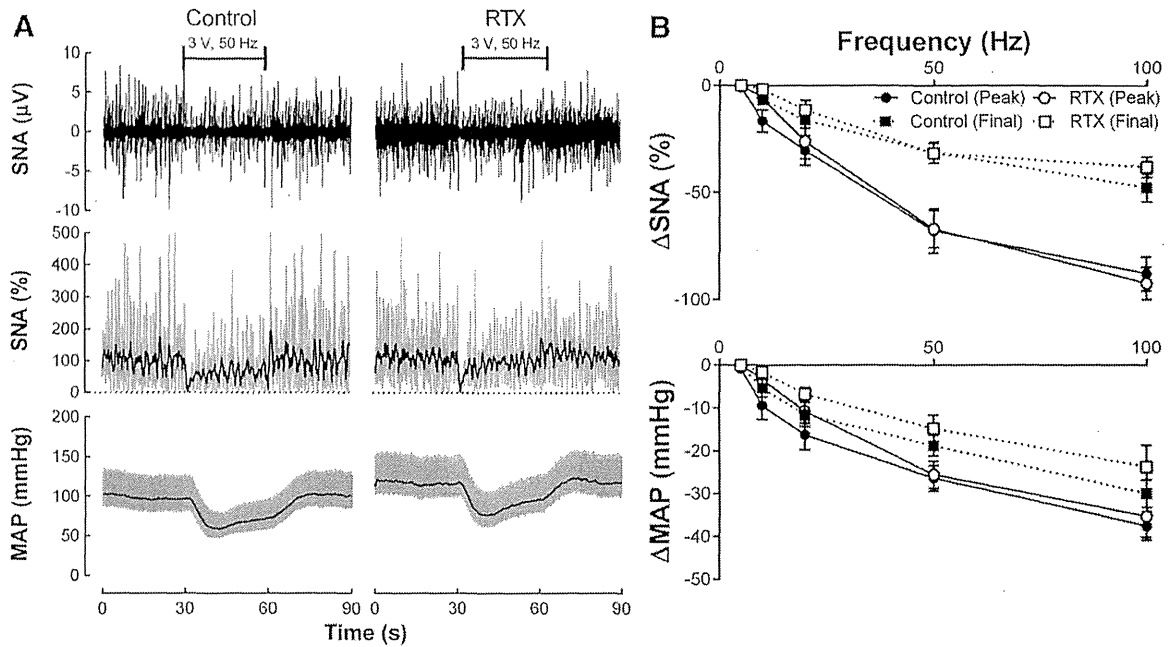 A
Control
RTX
3 V, 50 Hz
3 V, 50 Hz
SNA (µV)
10
5
0
-5
-10
SNA (%)
500
400
300
200
100
0
MAP (mmHg)
200
150
100
50
0
0 30 60 90
0 30 60 90
Time (s)
B
Frequency (Hz)
0 50 100
Control (Peak) RTX (Peak)
Control (Final) RTX (Final)
ΔSNA (%)
0
-50
-100
0 50 100
ΔMAP (mmHg)
0
-10
-20
-30
-40
-50